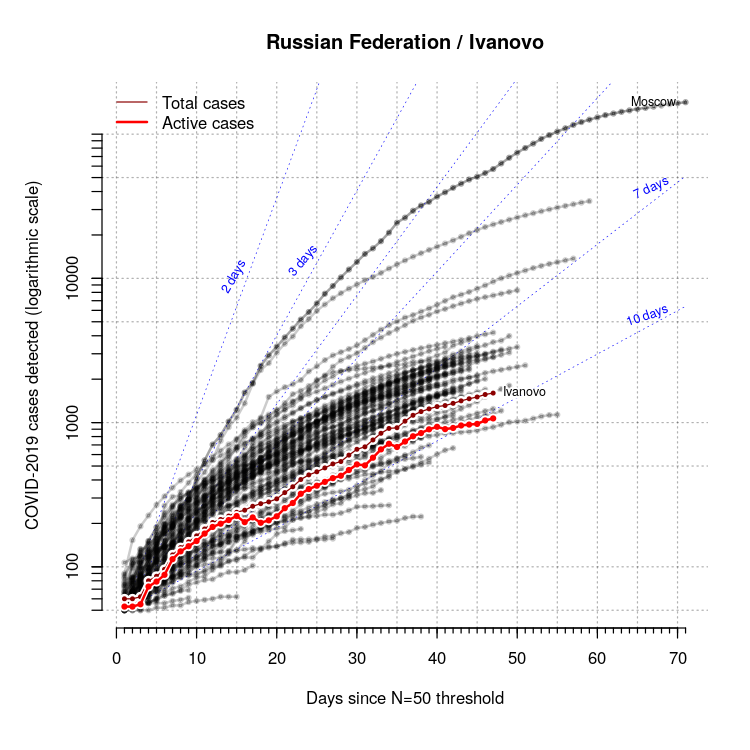 Russian Federation / Ivanovo
Total cases
Active cases
Moscow
7 days
2 days
3 days
10 days
Ivanovo
COVID-2019 cases detected (logarithmic scale)
10000
1000
100
0 10 20 30 40 50 60 70
Days since N=50 threshold